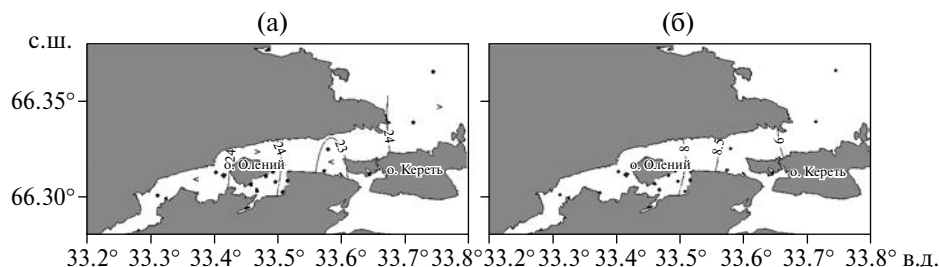 (а) (б)
с.ш.
66.35°
24
23
24
24
о. Олений
о. Кереть
66.30°
8
8.5
9
о. Олений
о. Кереть
33.2° 33.3° 33.4° 33.5° 33.6° 33.7° 33.8° 33.2° 33.3° 33.4° 33.5° 33.6° 33.7° 33.8° в.д.